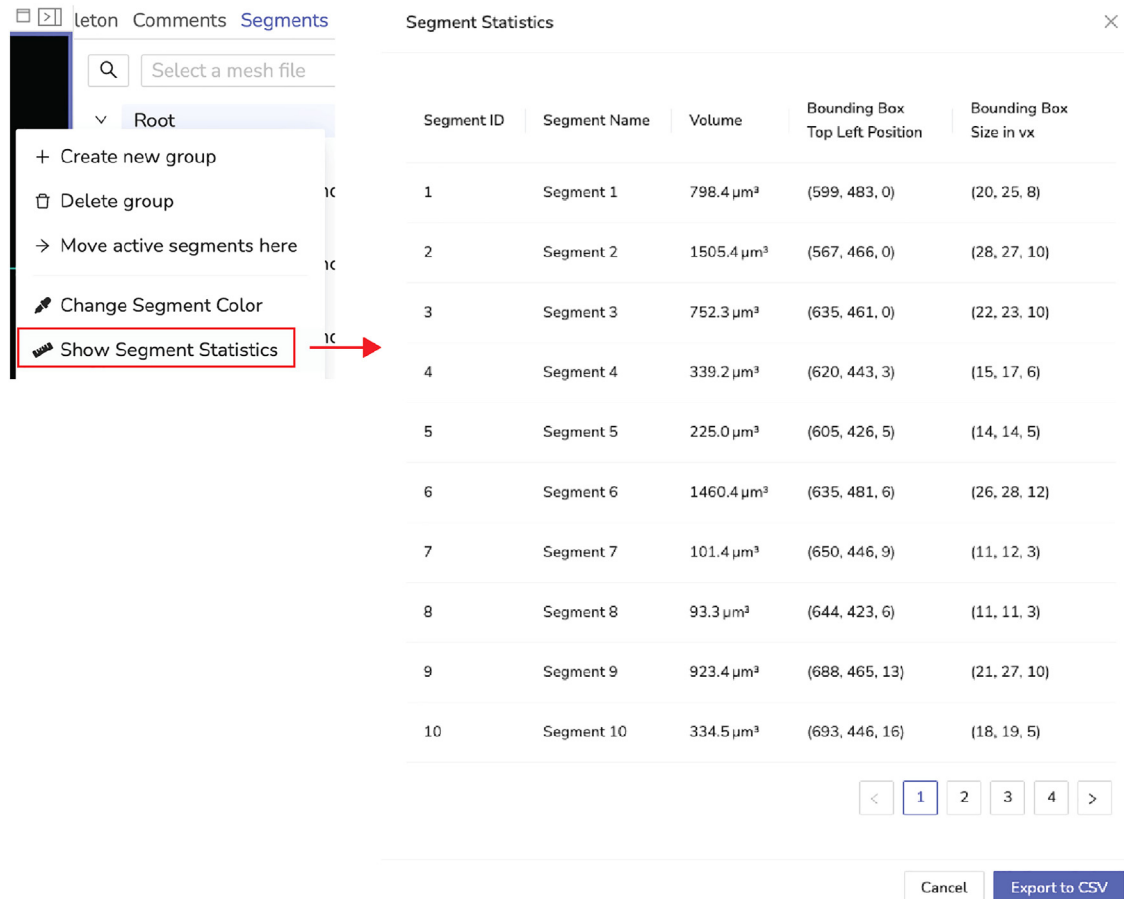 leton Comments Segments
Select a mesh file
Root
Create new group
Delete group
Move active segments here
Change Segment Color
Show Segment Statistics
Segment Statistics
Segment ID Segment Name Volume Bounding Box Top Left Position Bounding Box Size in vx
1 Segment 1 798.4 µm³ (599, 483, 0) (20, 25, 8)
2 Segment 2 1505.4 µm³ (567, 466, 0) (28, 27, 10)
3 Segment 3 752.3 µm³ (635, 461, 0) (22, 23, 10)
4 Segment 4 339.2 µm³ (620, 443, 3) (15, 17, 6)
5 Segment 5 225.0 µm³ (605, 426, 5) (14, 14, 5)
6 Segment 6 1460.4 µm³ (635, 481, 6) (26, 28, 12)
7 Segment 7 101.4 µm³ (650, 446, 9) (11, 12, 3)
8 Segment 8 93.3 µm³ (644, 423, 6) (11, 11, 3)
9 Segment 9 923.4 µm³ (688, 465, 13) (21, 27, 10)
10 Segment 10 334.5 µm³ (693, 446, 16) (18, 19, 5)
< 1 2 3 4 >
Cancel Export to CSV